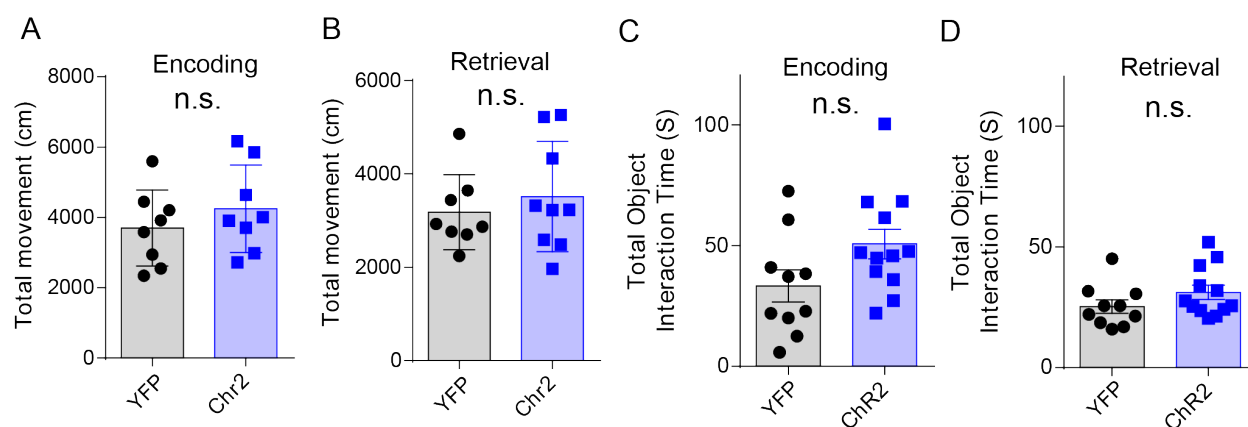 A
Encoding
n.s.
Total movement (cm)
8000
6000
4000
2000
0
YFP
Chr2
B
Retrieval
n.s.
Total movement (cm)
6000
4000
2000
0
YFP
Chr2
C
Encoding
n.s.
Total Object
Interaction Time (S)
100
50
0
YFP
ChR2
D
Retrieval
n.s.
Total Object
Interaction Time (S)
100
50
0
YFP
ChR2